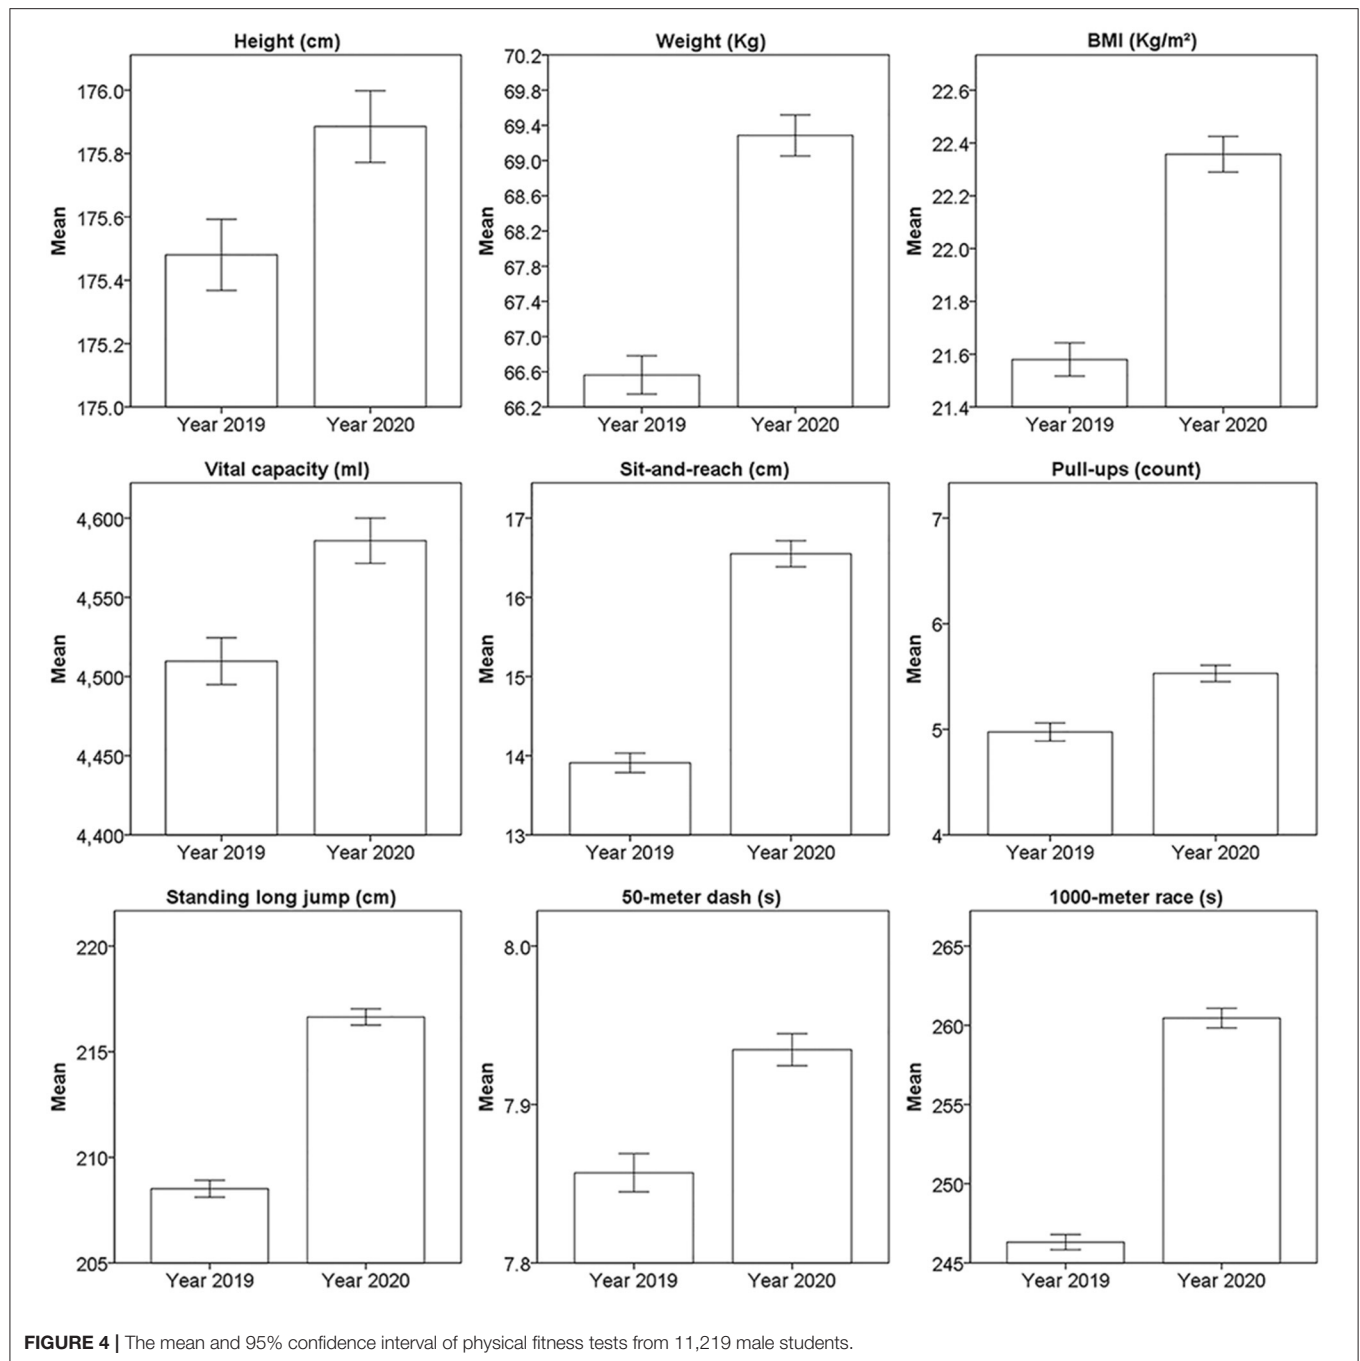 Height (cm)
Mean
176.0
175.8
175.6
175.4
175.2
175.0
Year 2019 Year 2020
Weight (Kg)
Mean
70.2
69.8
69.4
69.0
68.6
68.2
67.8
67.4
67.0
66.6
66.2
Year 2019 Year 2020
BMI (Kg/m²)
Mean
22.6
22.4
22.2
22.0
21.8
21.6
21.4
Year 2019 Year 2020
Vital capacity (ml)
Mean
4,600
4,550
4,500
4,450
4,400
Year 2019 Year 2020
Sit-and-reach (cm)
Mean
17
16
15
14
13
Year 2019 Year 2020
Pull-ups (count)
Mean
7
6
5
4
Year 2019 Year 2020
Standing long jump (cm)
Mean
220
215
210
205
Year 2019 Year 2020
50-meter dash (s)
Mean
8.0
7.9
7.8
Year 2019 Year 2020
1000-meter race (s)
Mean
265
260
255
250
245
Year 2019 Year 2020
FIGURE 4 | The mean and 95% confidence interval of physical fitness tests from 11,219 male students.